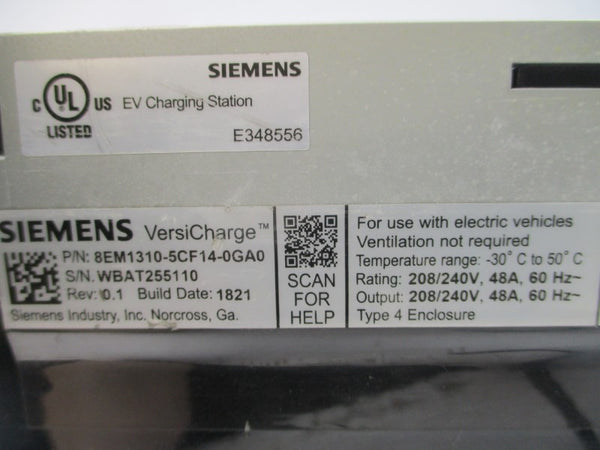 SIEMENS
C UL US EV Charging Station
LISTED
E348556
SIEMENS VersiCharge™
P/N: 8EM1310-5CF14-0GA0
S/N. WBAT255110
Rev: 0.1 Build Date: 1821
Siemens Industry, Inc. Norcross, Ga.
SCAN
FOR
HELP
For use with electric vehicles
Ventilation not required
Temperature range: -30° C to 50° C
Rating: 208/240V, 48A, 60 Hz~
Output: 208/240V, 48A, 60 Hz~
Type 4 Enclosure